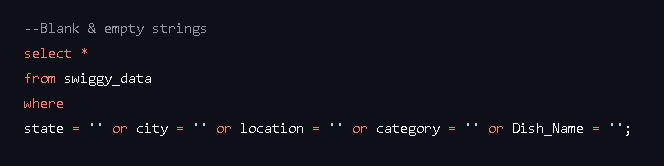 --Blank & empty strings
select *
from swiggy_data
where
state = '' or city = '' or location = '' or category = '' or Dish_Name = '';